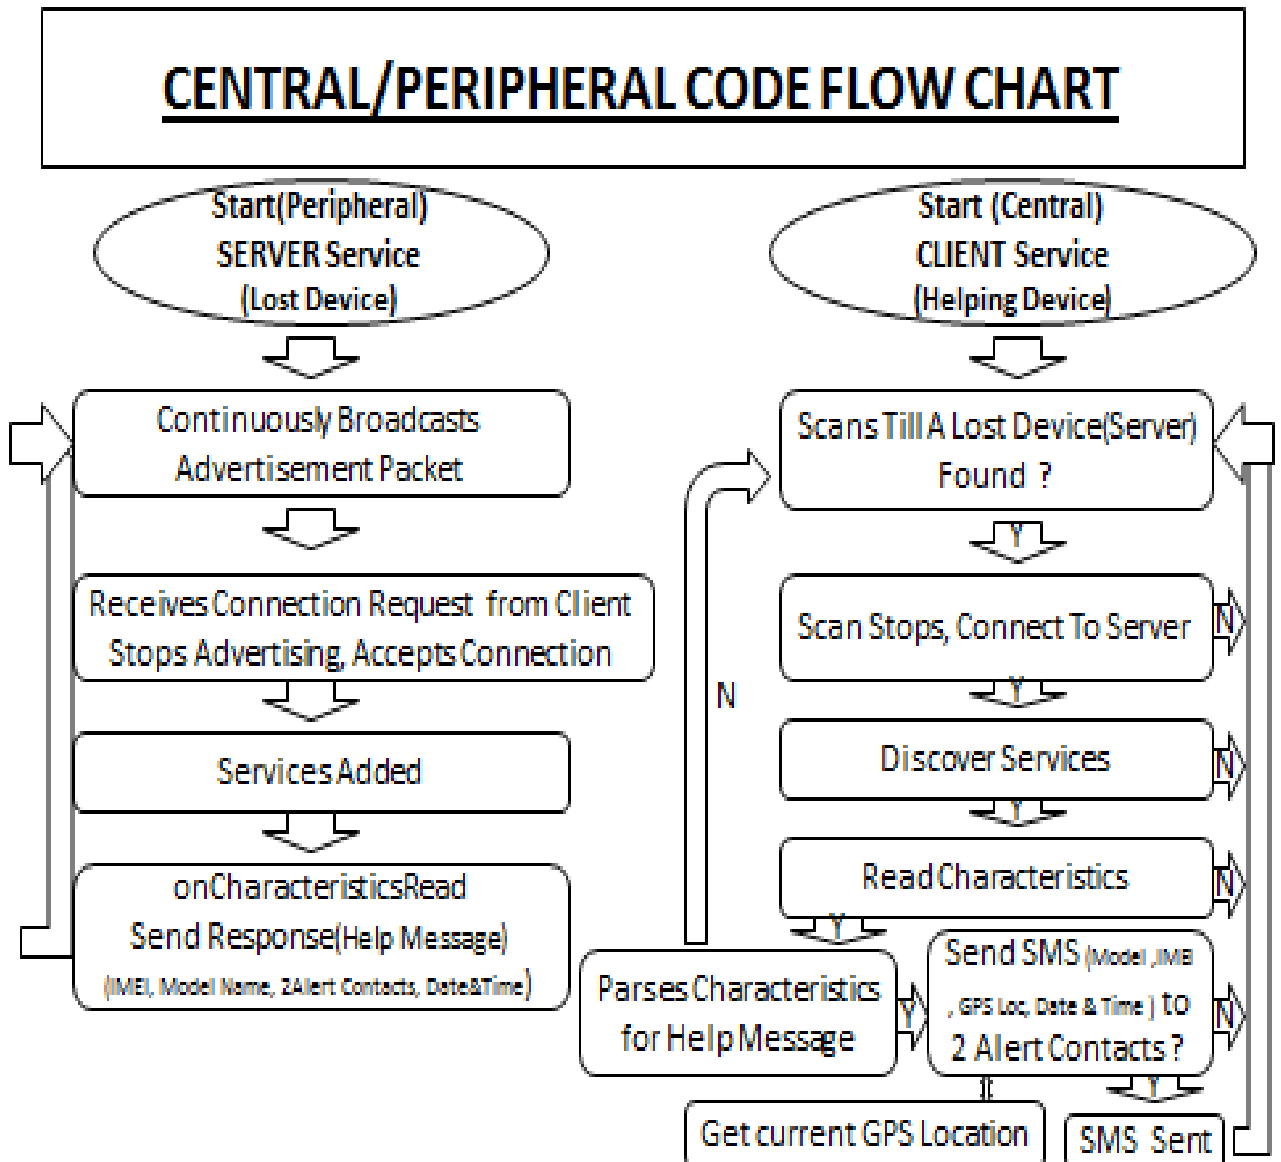 CENTRAL/PERIPHERAL CODE FLOW CHART
Start(Peripheral)
SERVER Service
(Lost Device)
Continuously Broadcasts
Advertisement Packet
Receives Connection Request from Client
Stops Advertising, Accepts Connection
Services Added
onCharacteristicsRead
Send Response(Help Message)
(IMEI, Model Name, 2Alert Contacts, Date&Time)
Start (Central)
CLIENT Service
(Helping Device)
Scans Till A Lost Device(Server)
Found ?
Y
Scan Stops, Connect To Server
N
Y
Discover Services
N
Y
Read Characteristics
N
Y
Parses Characteristics
for Help Message
N
Y
Send SMS (Model ,IMEI
, GPS Loc, Date & Time ) to
2 Alert Contacts ?
N
Y
Get current GPS Location
SMS Sent